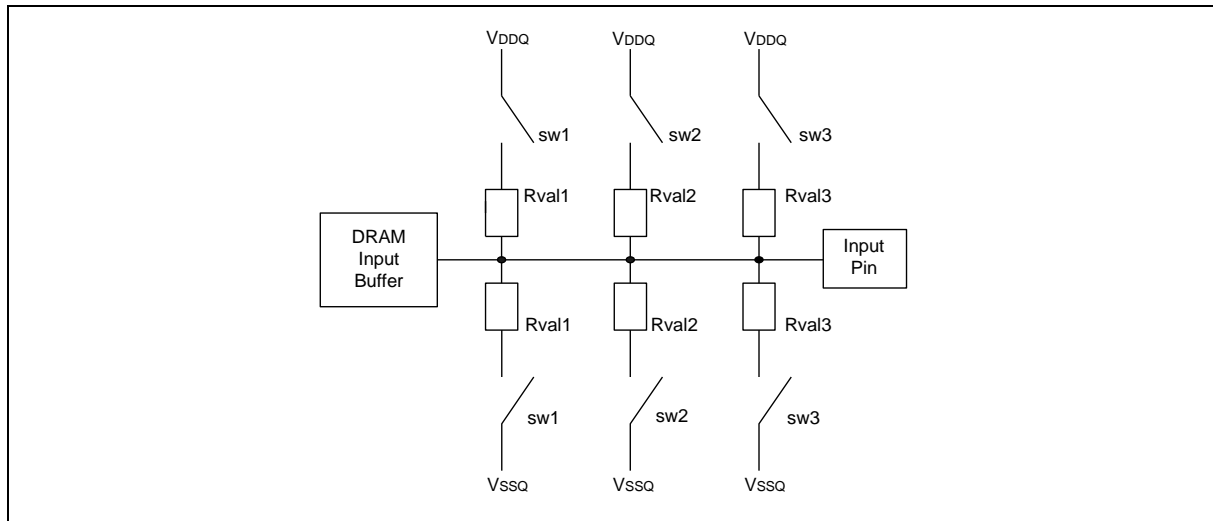 VDDQ VDDQ VDDQ
sw1 sw2 sw3
Rval1 Rval2 Rval3
DRAM
Input
Buffer
Input
Pin
Rval1 Rval2 Rval3
sw1 sw2 sw3
VSSQ VSSQ VSSQ